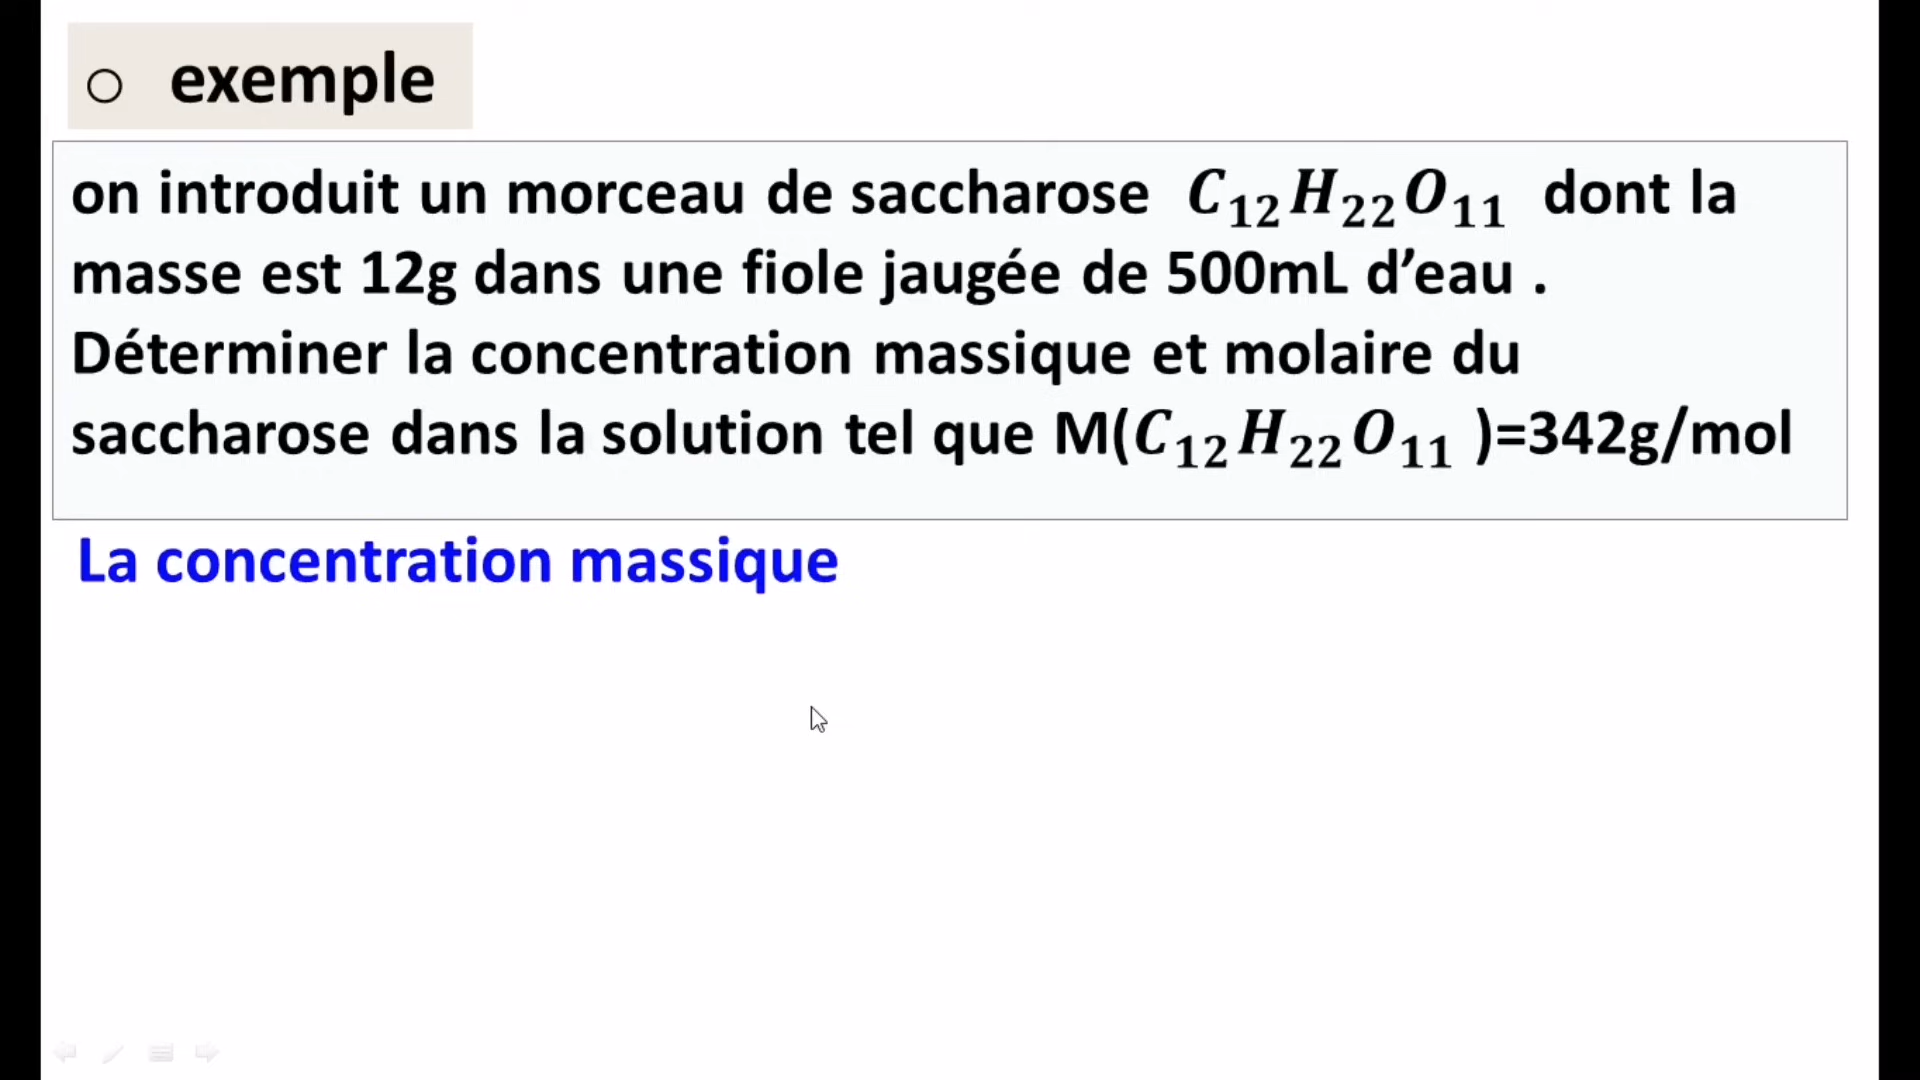 ○ exemple
on introduit un morceau de saccharose C₁₂H₂₂O₁₁ dont la
masse est 12g dans une fiole jaugée de 500mL d’eau .
Déterminer la concentration massique et molaire du
saccharose dans la solution tel que M(C₁₂H₂₂O₁₁ )=342g/mol
La concentration massique